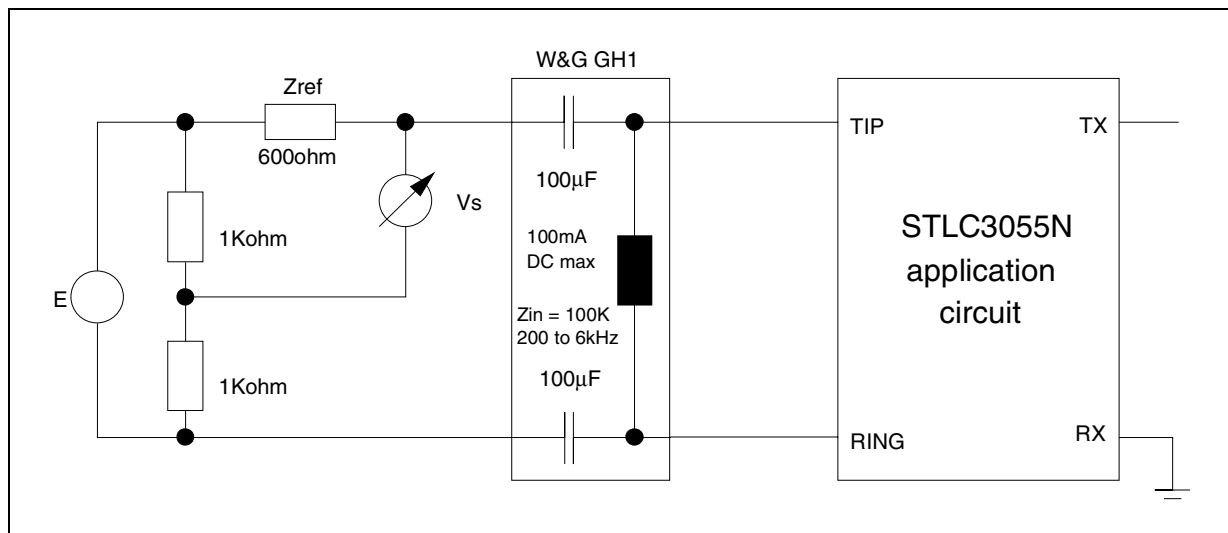 W&G GH1
Zref
600ohm
Vs
1Kohm
E
1Kohm
100μF
100mA
DC max
Zin = 100K
200 to 6kHz
100μF
TIP
TX
STLC3055N
application
circuit
RING
RX